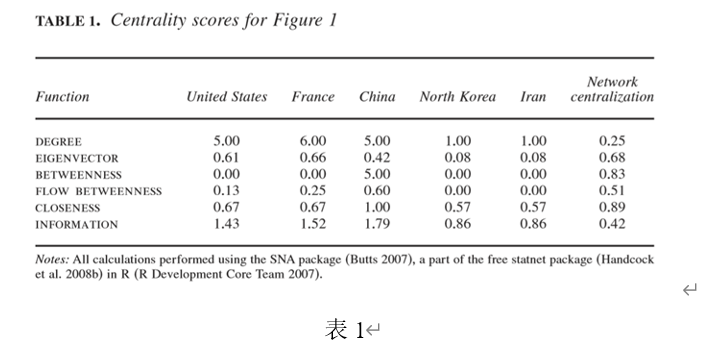 TABLE 1. Centrality scores for Figure 1
Function United States France China North Korea Iran Network centralization
DEGREE 5.00 6.00 5.00 1.00 1.00 0.25
EIGENVECTOR 0.61 0.66 0.42 0.08 0.08 0.68
BETWEENNESS 0.00 0.00 5.00 0.00 0.00 0.83
FLOW BETWEENNESS 0.13 0.25 0.60 0.00 0.00 0.51
CLOSENESS 0.67 0.67 1.00 0.57 0.57 0.89
INFORMATION 1.43 1.52 1.79 0.86 0.86 0.42
Notes: All calculations performed using the SNA package (Butts 2007), a part of the free statnet package (Handcock
et al. 2008b) in R (R Development Core Team 2007).
表 1